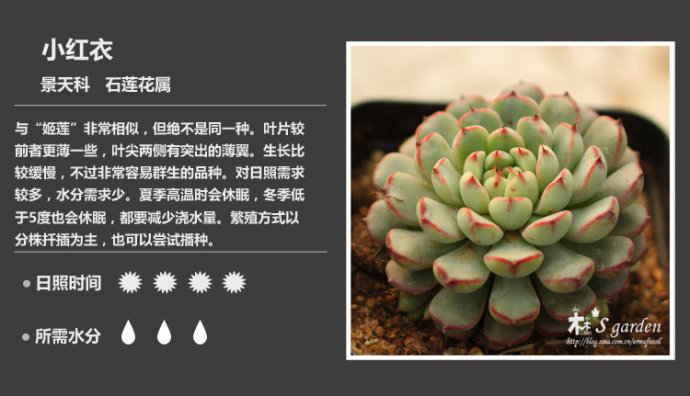 小红衣
景天科 石莲花属
与“姬莲”非常相似，但绝不是同一种。叶片较
前者更薄一些，叶尖两侧有突出的薄翼。生长比
较缓慢，不过非常容易群生的品种。对日照需求
较多，水分需求少。夏季高温时会休眠，冬季低
于5度也会休眠，都要减少浇水量。繁殖方式以
分株扦插为主，也可以尝试播种。
日照时间
所需水分
S garden
http://blog.sina.com.cn/ermufossil